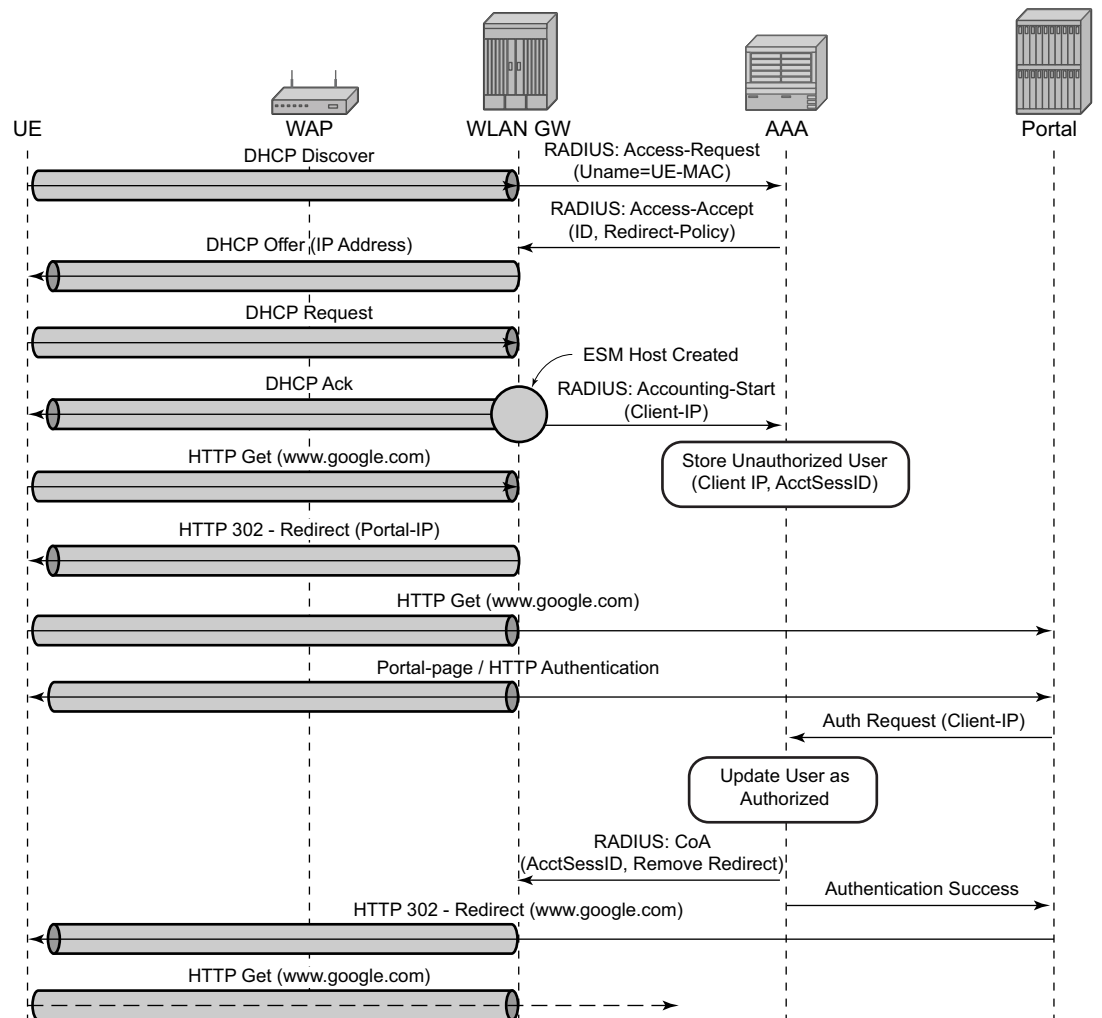 UE
WAP
WLAN GW
AAA
Portal
DHCP Discover
RADIUS: Access-Request
(Uname=UE-MAC)
RADIUS: Access-Accept
(ID, Redirect-Policy)
DHCP Offer (IP Address)
DHCP Request
ESM Host Created
DHCP Ack
RADIUS: Accounting-Start
(Client-IP)
HTTP Get (www.google.com)
Store Unauthorized User
(Client IP, AcctSessID)
HTTP 302 - Redirect (Portal-IP)
HTTP Get (www.google.com)
Portal-page / HTTP Authentication
Auth Request (Client-IP)
Update User as
Authorized
RADIUS: CoA
(AcctSessID, Remove Redirect)
Authentication Success
HTTP 302 - Redirect (www.google.com)
HTTP Get (www.google.com)